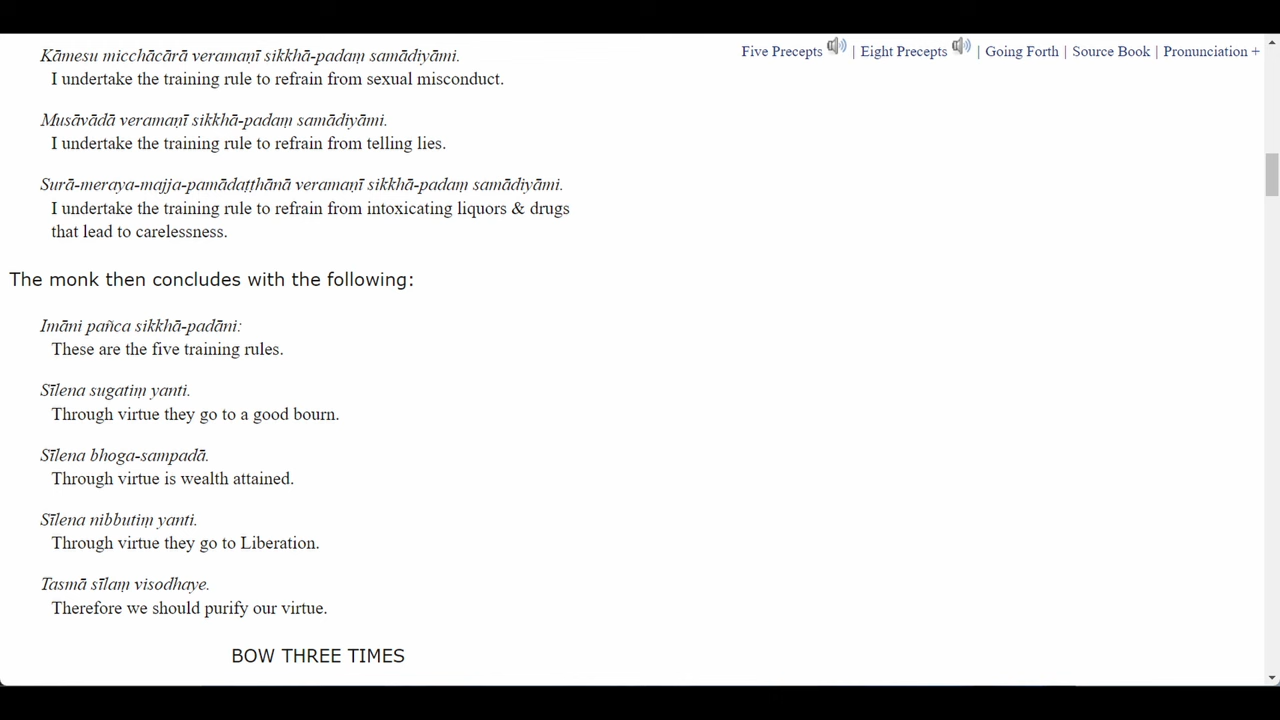 Kāmesu micchācārā veramaṇī sikkhā-padaṃ samādiyāmi.
Five Precepts | Eight Precepts | Going Forth | Source Book | Pronunciation +
I undertake the training rule to refrain from sexual misconduct.
Musāvādā veramaṇī sikkhā-padaṃ samādiyāmi.
I undertake the training rule to refrain from telling lies.
Surā-meraya-majja-pamādaṭṭhānā veramaṇī sikkhā-padaṃ samādiyāmi.
I undertake the training rule to refrain from intoxicating liquors & drugs
that lead to carelessness.
The monk then concludes with the following:
Imāni pañca sikkhā-padāni:
These are the five training rules.
Sīlena sugatiṃ yanti.
Through virtue they go to a good bourn.
Sīlena bhoga-sampadā.
Through virtue is wealth attained.
Sīlena nibbutiṃ yanti.
Through virtue they go to Liberation.
Tasmā sīlaṃ visodhaye.
Therefore we should purify our virtue.
BOW THREE TIMES